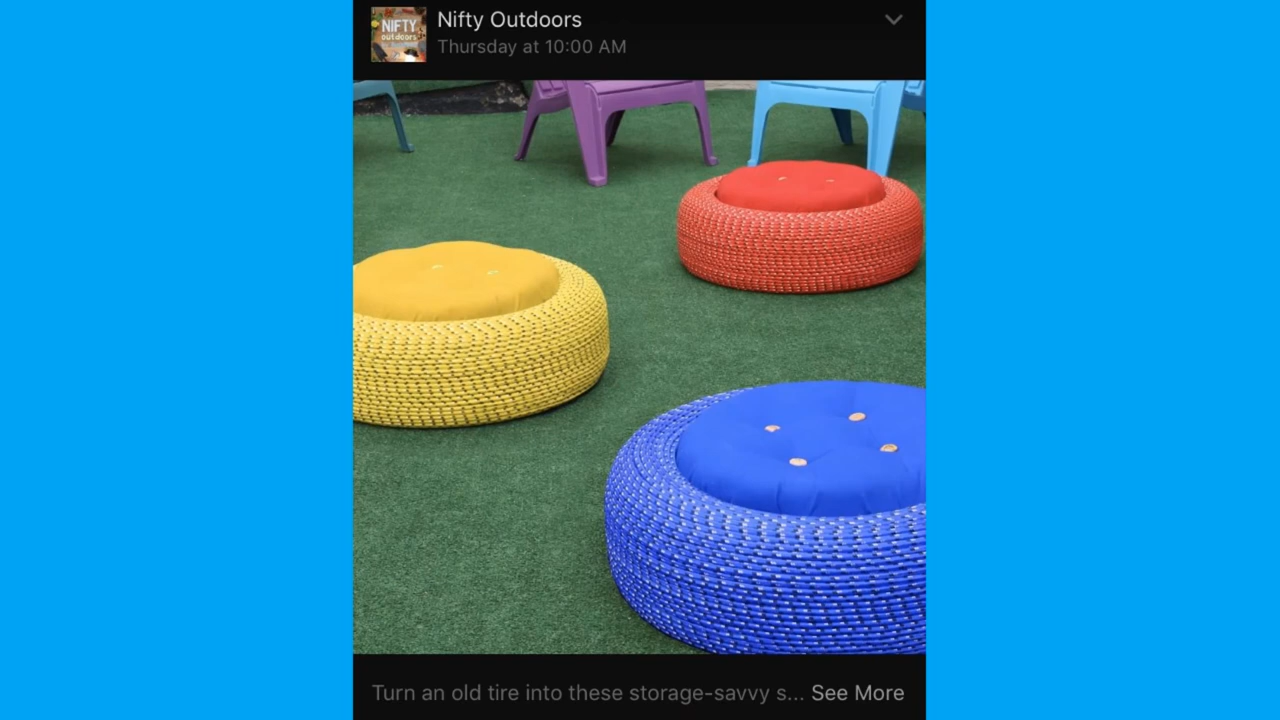 NIFTY
outdoors
Nifty Outdoors
Thursday at 10:00 AM
Turn an old tire into these storage-savvy s... See More